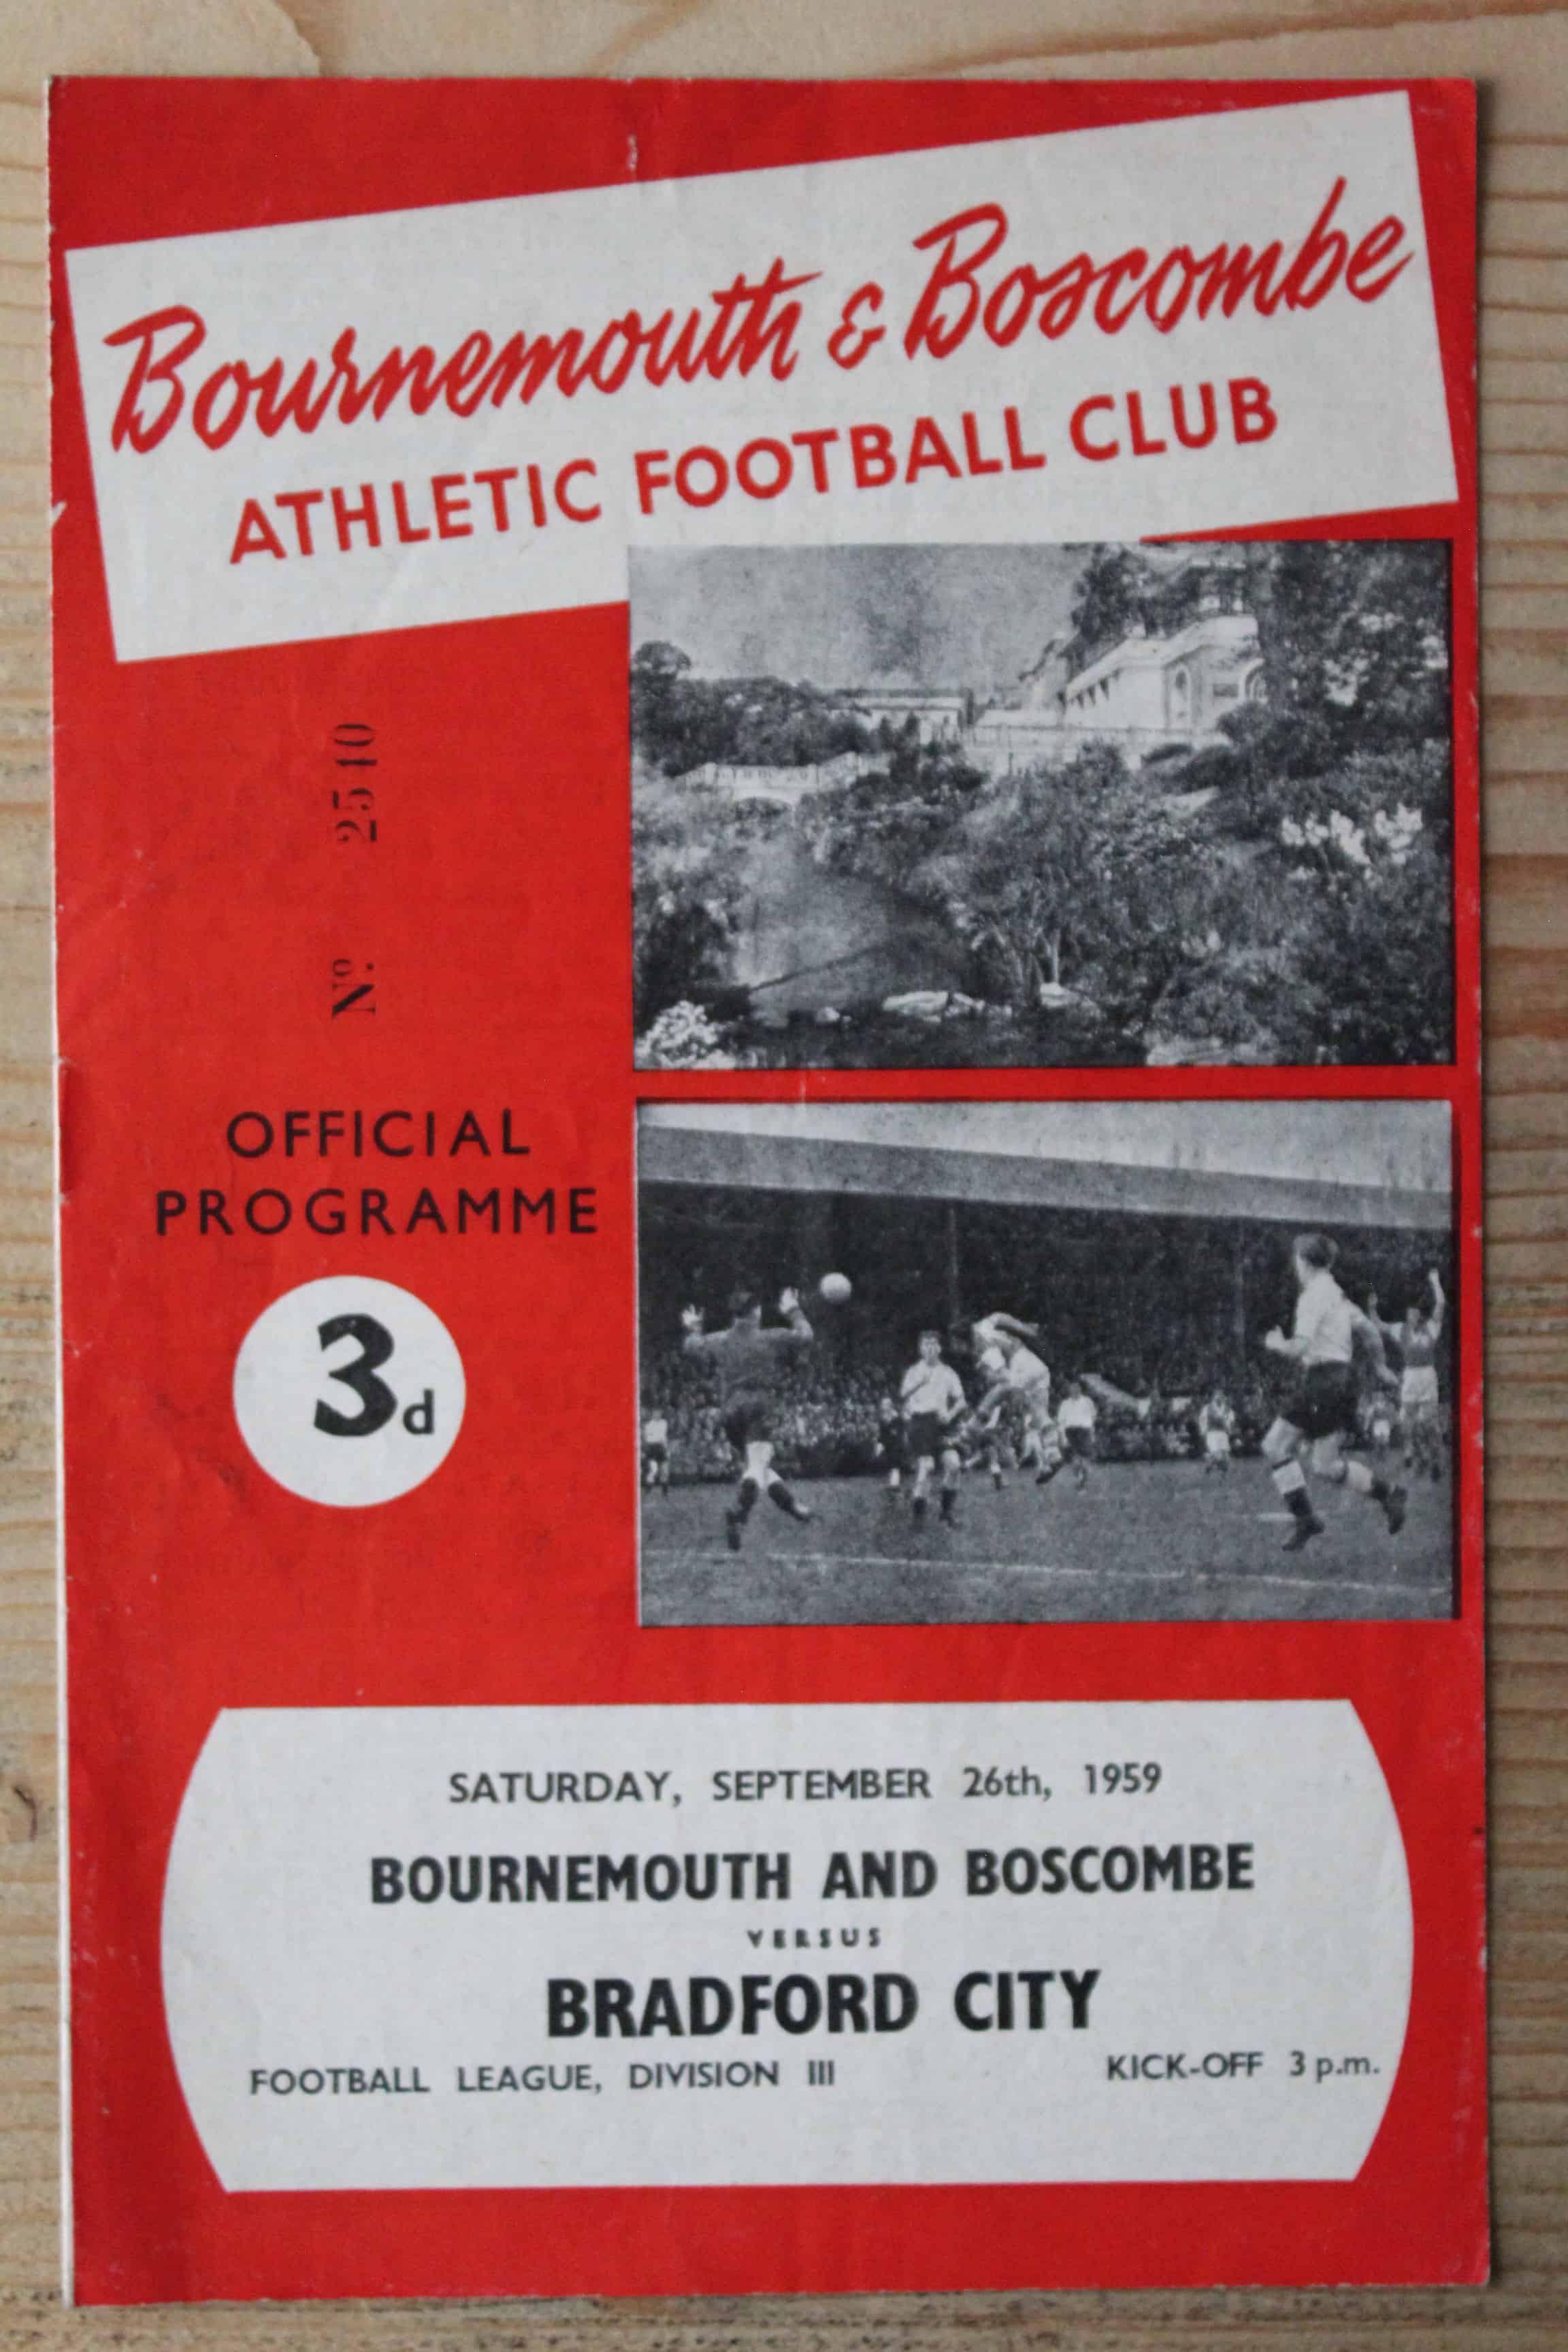 Bournemouth & Boscombe
ATHLETIC FOOTBALL CLUB
Nº. 2540
OFFICIAL
PROGRAMME
3d
SATURDAY, SEPTEMBER 26th, 1959
BOURNEMOUTH AND BOSCOMBE
VERSUS
BRADFORD CITY
FOOTBALL LEAGUE, DIVISION III KICK-OFF 3 p.m.